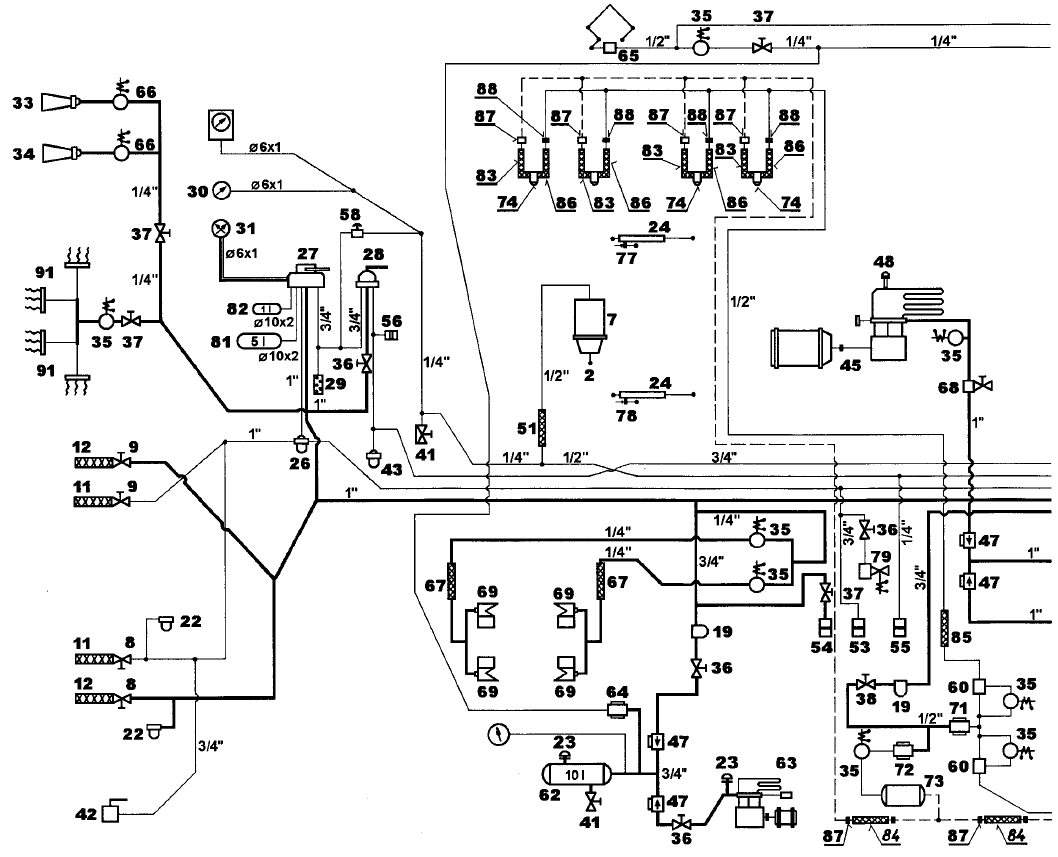 35 37
1/2" 1/4" 1/4"
65
33 66
88 88 88 88
87 87 87 87
34 66
ø6x1
83 83 83 86
1/4" 30 ø6x1
74 86 83 86 74 86 74
58
37 31 27 28 24
ø6x1
77
48
91 1/4"
82 1 l
ø10x2 3/4" 3/4" 56
7
1/2"
81 5 l
ø10x2
35 37 36 1/4"
2
45 35
91 1" 29
1/2"
24
68
1"
78
51 1"
12 9 1" 26 43 41
1/4" 1/2" 3/4"
11 9
1"
1/4" 35 3/4" 36 1/4"
1/4"
3/4" 79 3/4" 47
1"
67 67 35
69 69 37 47
22 19 54 53 55 85 1"
11 8
36
12 8 69 69 38 19 60 35
64
22 1/2" 71
3/4" 23 47 35
10 l 3/4" 23 63 35 72 60
62 73
47
42 41 36
87 84 87 84